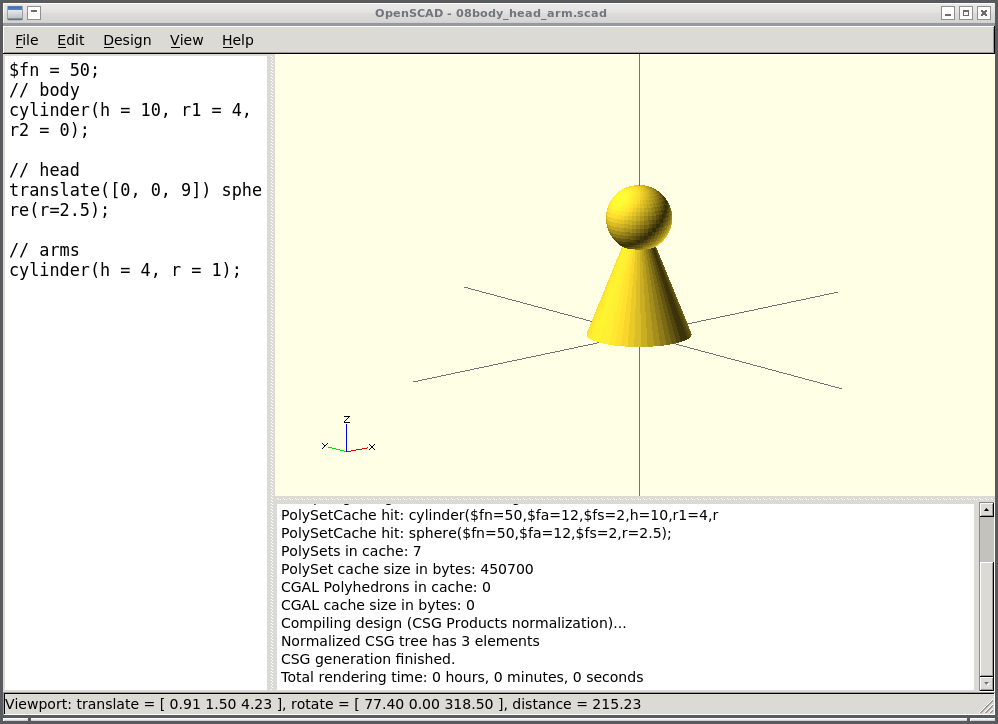 OpenSCAD - 08body_head_arm.scad
File Edit Design View Help
$fn = 50;
// body
cylinder(h = 10, r1 = 4,
r2 = 0);
// head
translate([0, 0, 9]) sphe
re(r=2.5);
// arms
cylinder(h = 4, r = 1);
Z
Y
X
PolySetCache hit: cylinder($fn=50,$fa=12,$fs=2,h=10,r1=4,r
PolySetCache hit: sphere($fn=50,$fa=12,$fs=2,r=2.5);
PolySets in cache: 7
PolySet cache size in bytes: 450700
CGAL Polyhedrons in cache: 0
CGAL cache size in bytes: 0
Compiling design (CSG Products normalization)...
Normalized CSG tree has 3 elements
CSG generation finished.
Total rendering time: 0 hours, 0 minutes, 0 seconds
Viewport: translate = [ 0.91 1.50 4.23 ], rotate = [ 77.40 0.00 318.50 ], distance = 215.23